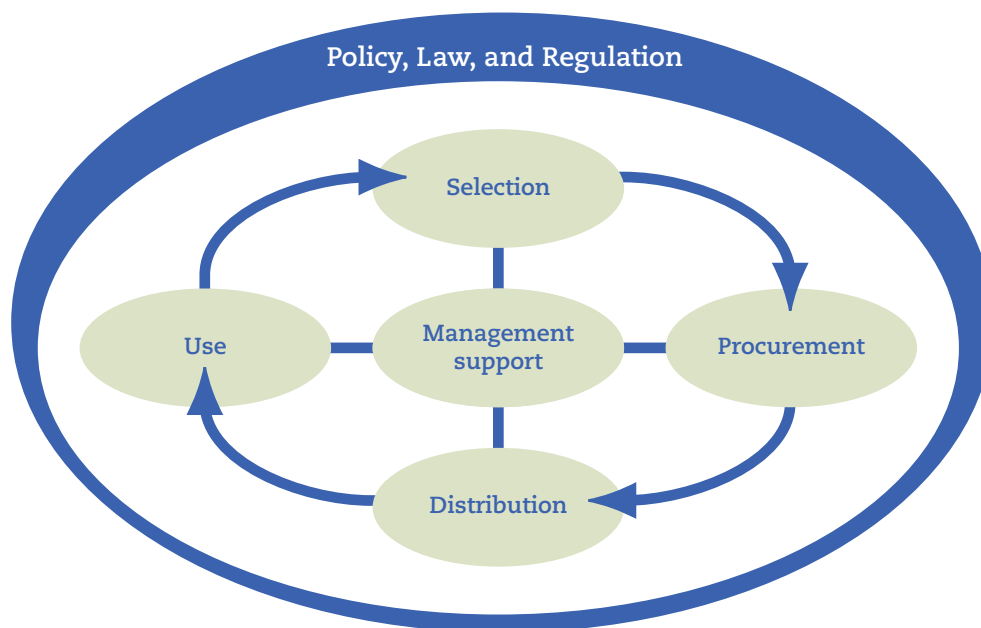 Policy, Law, and Regulation
Selection
Use
Management
support
Procurement
Distribution